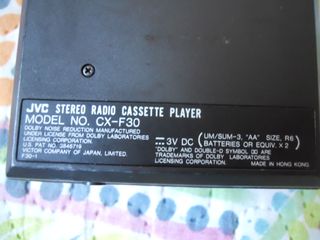 JVC STEREO RADIO CASSETTE PLAYER
MODEL NO. CX-F30
DOLBY NOISE REDUCTION MANUFACTURED
UNDER LICENSE FROM DOLBY LABORATORIES
LICENSING CORPORATION.
U.S. PAT NO. 3846719
VICTOR COMPANY OF JAPAN, LIMITED.
F30-1
⎓3V DC (UM/SUM-3, "AA" SIZE, R6
BATTERIES OR EQUIV. × 2)
"DOLBY" AND DOUBLE-D SYMBOL ARE
TRADEMARKS OF DOLBY LABORATORIES
LICENSING CORPORATION.
MADE IN HONG KONG